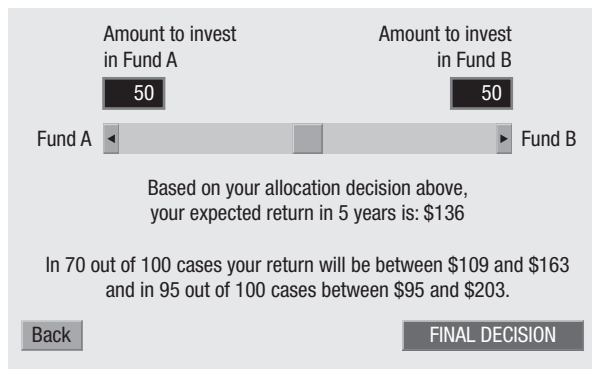 Amount to invest
in Fund A
Amount to invest
in Fund B
50
50
Fund A
Fund B
Based on your allocation decision above,
your expected return in 5 years is: $136
In 70 out of 100 cases your return will be between $109 and $163
and in 95 out of 100 cases between $95 and $203.
Back
FINAL DECISION